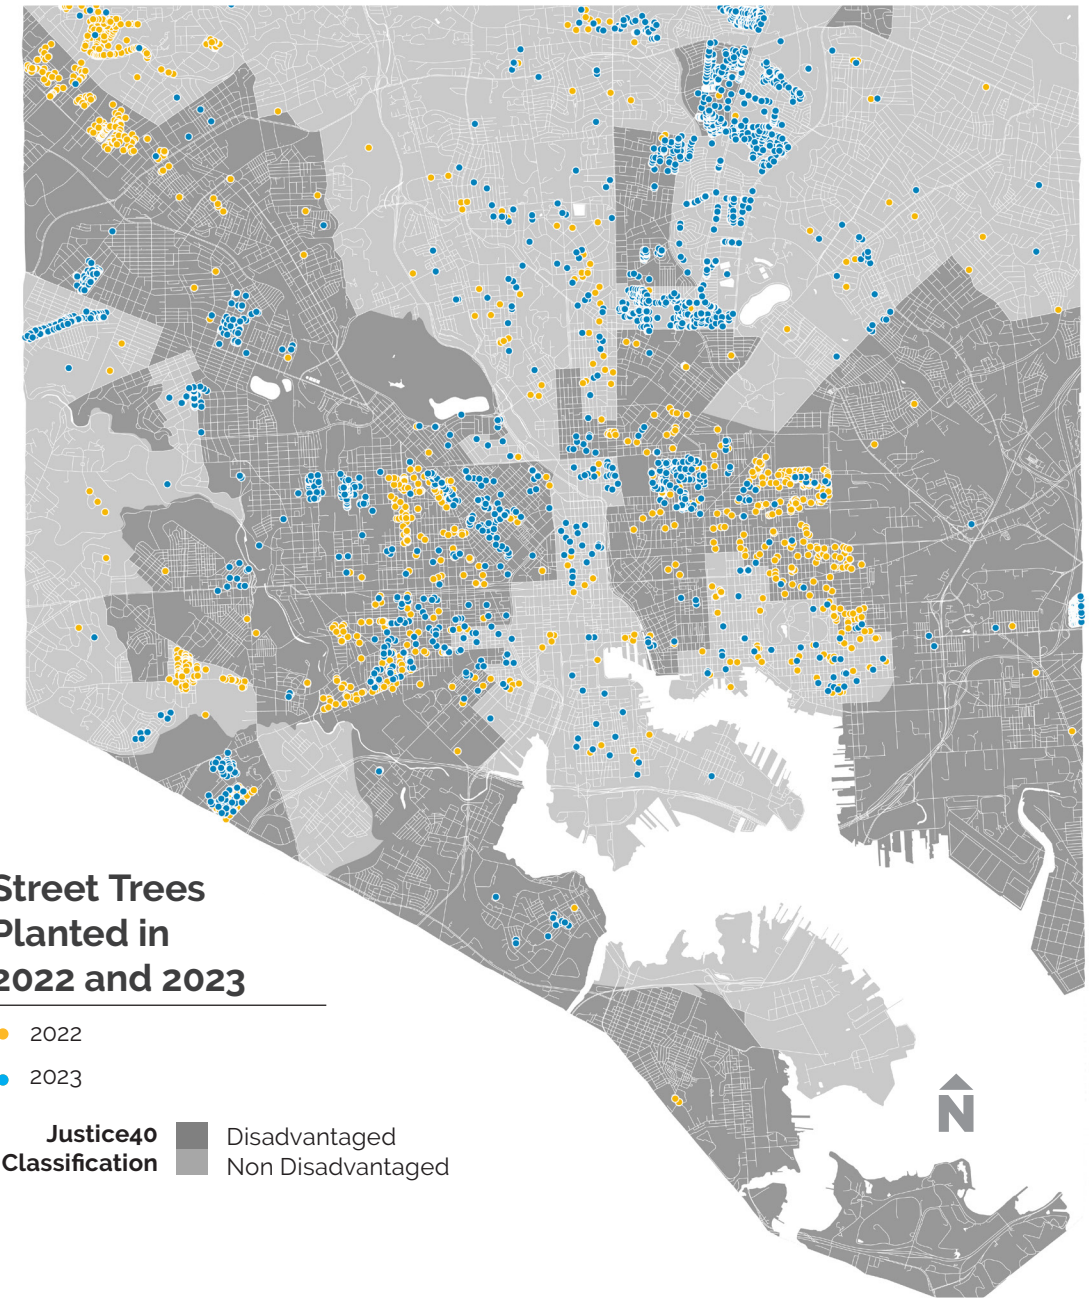 Street Trees
Planted in
2022 and 2023
2022
2023
Justice40
Classification
Disadvantaged
Non Disadvantaged
N